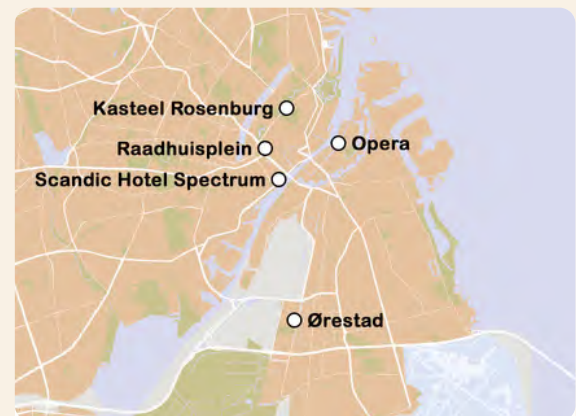 Kasteel Rosenburg
Raadhuisplein
Opera
Scandic Hotel Spectrum
Ørestad